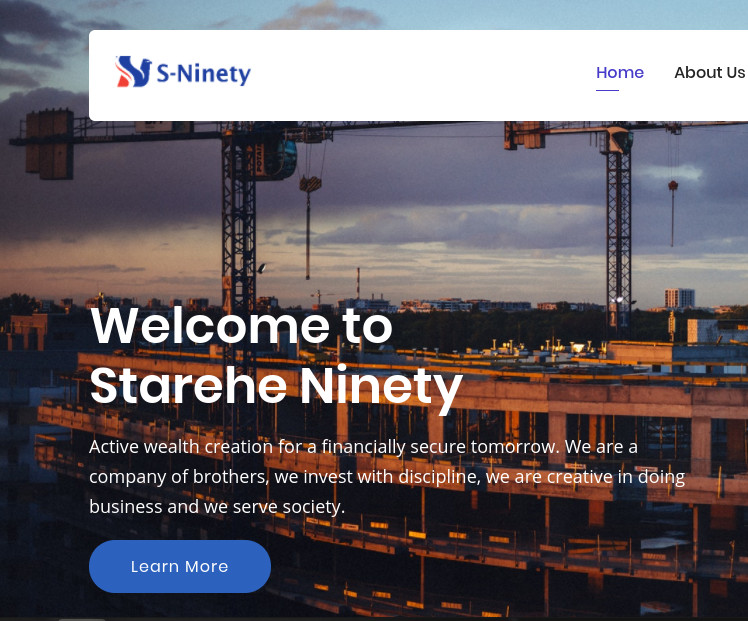 S-Ninety
Home About Us
Welcome to
Starehe Ninety
Active wealth creation for a financially secure tomorrow. We are a
company of brothers, we invest with discipline, we are creative in doing
business and we serve society.
Learn More